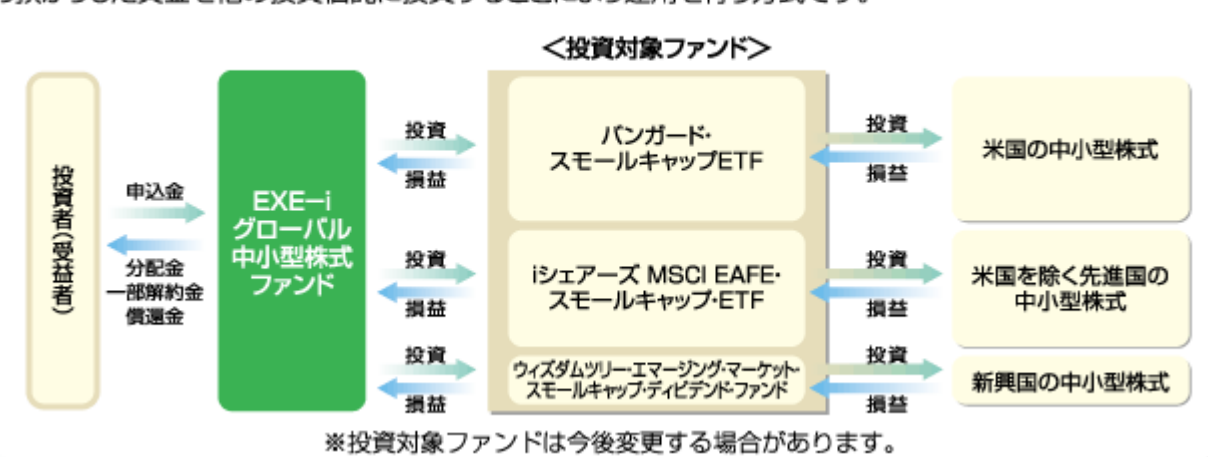 ＜投資対象ファンド＞
投資者（受益者）
申込金
分配金
一部解約金
償還金
EXE－i
グローバル
中小型株式
ファンド
投資
損益
バンガード・
スモールキャップETF
投資
損益
米国の中小型株式
投資
損益
iシェアーズ MSCI EAFE・
スモールキャップ・ETF
投資
損益
米国を除く先進国の
中小型株式
投資
損益
ウィズダムツリー・エマージング・マーケット・
スモールキャップ・ディビデンド・ファンド
投資
損益
新興国の中小型株式
※投資対象ファンドは今後変更する場合があります。